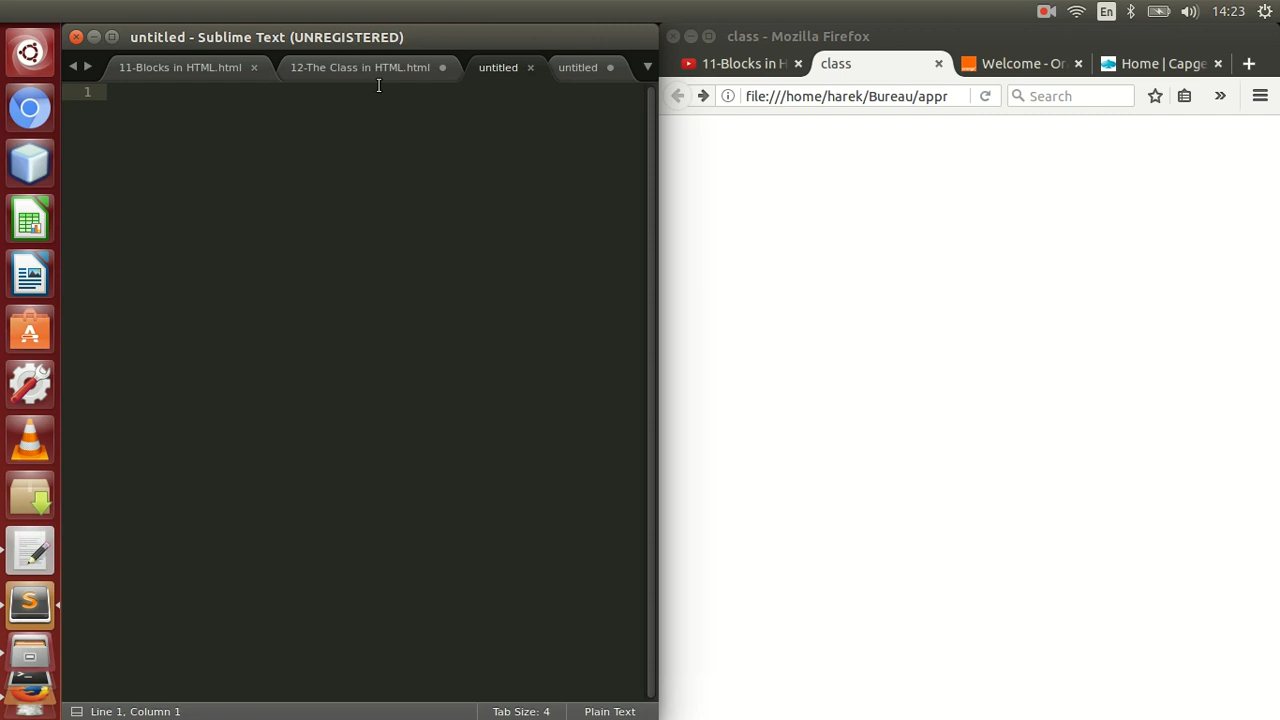 En
14:23
untitled - Sublime Text (UNREGISTERED)
class - Mozilla Firefox
11-Blocks in HTML.html
12-The Class in HTML.html
untitled
untitled
11-Blocks in H
class
Welcome - Or
Home | Capge
file:///home/harek/Bureau/appr
Search
1
Line 1, Column 1
Tab Size: 4
Plain Text